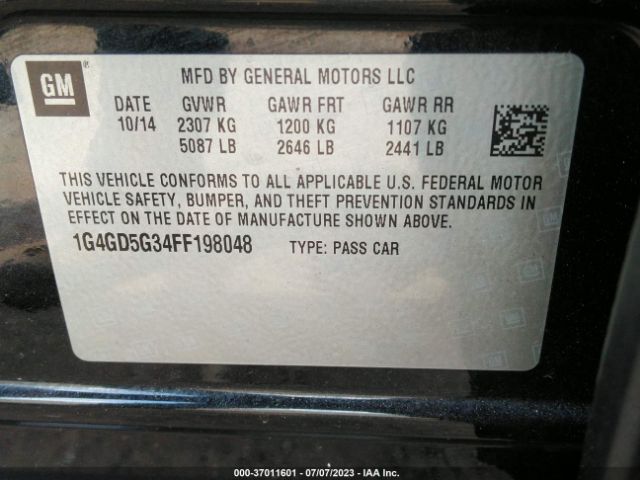 GM ®
MFD BY GENERAL MOTORS LLC
DATE GVWR GAWR FRT GAWR RR
10/14 2307 KG 1200 KG 1107 KG
5087 LB 2646 LB 2441 LB
THIS VEHICLE CONFORMS TO ALL APPLICABLE U.S. FEDERAL MOTOR
VEHICLE SAFETY, BUMPER, AND THEFT PREVENTION STANDARDS IN
EFFECT ON THE DATE OF MANUFACTURE SHOWN ABOVE.
1G4GD5G34FF198048 TYPE: PASS CAR
000-37011601 - 07/07/2023 - IAA Inc.